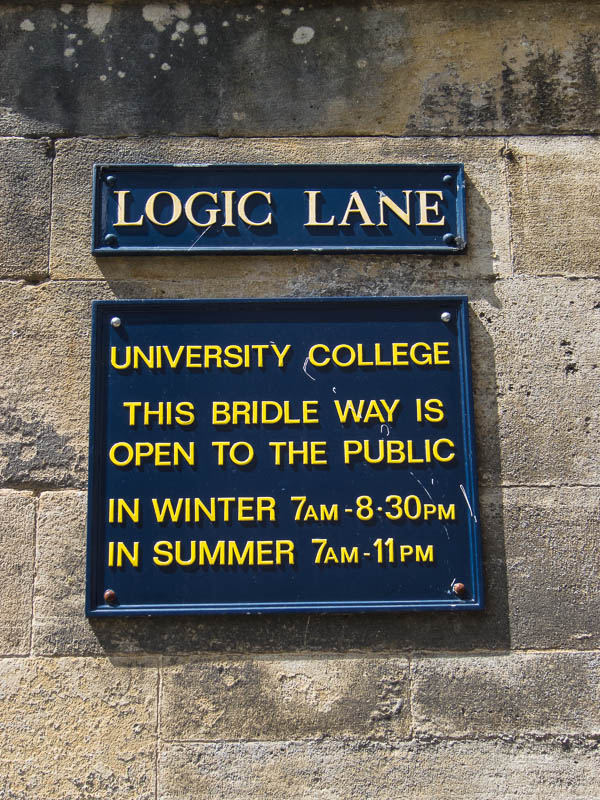 LOGIC LANE
UNIVERSITY COLLEGE
THIS BRIDLE WAY IS
OPEN TO THE PUBLIC
IN WINTER 7AM-8·30PM
IN SUMMER 7AM-11PM